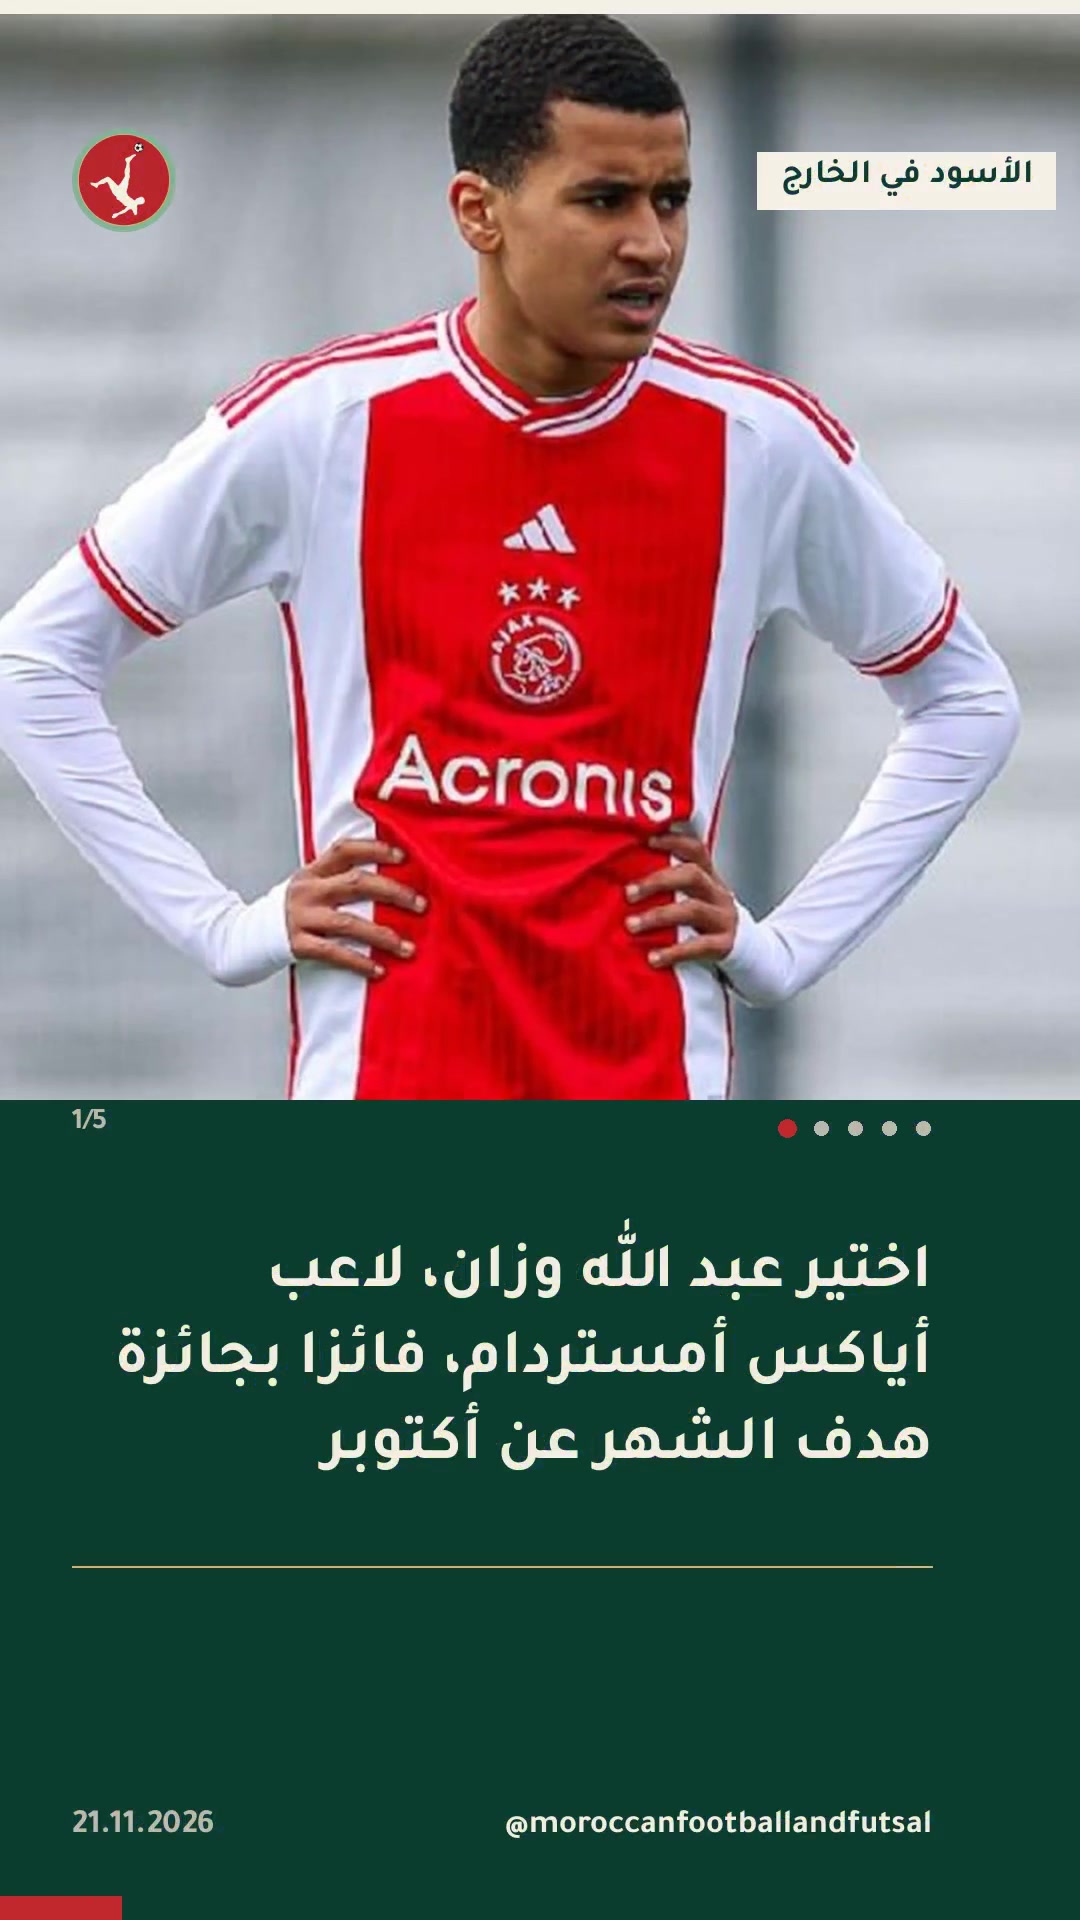 الأسود في الخارج
AJAX
Acronis
1/5
اختير عبد الله وزان، لاعب
أياكس أمستردام، فائزا بجائزة
هدف الشهر عن أكتوبر
21.11.2026
@moroccanfootballandfutsal